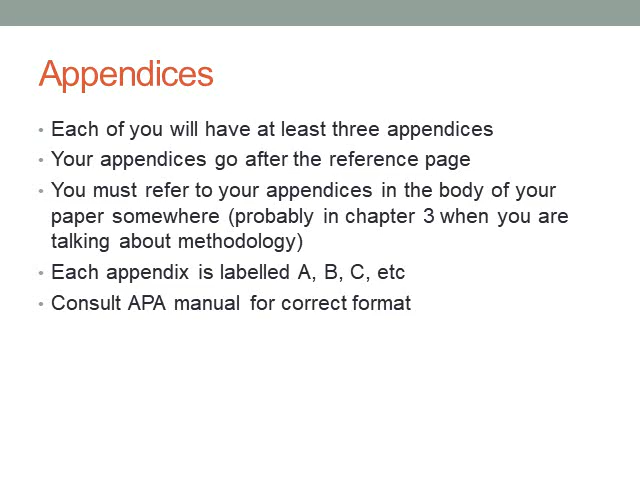 Appendices
• Each of you will have at least three appendices
• Your appendices go after the reference page
• You must refer to your appendices in the body of your
paper somewhere (probably in chapter 3 when you are
talking about methodology)
• Each appendix is labelled A, B, C, etc
• Consult APA manual for correct format